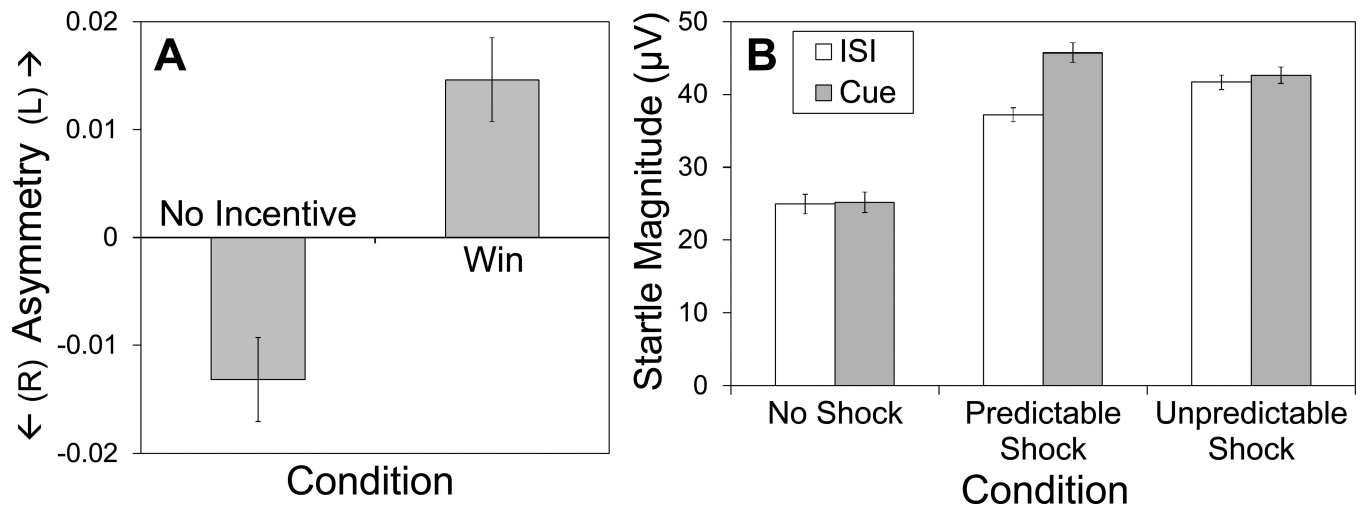 A
0.02
0.01
0
-0.01
-0.02
← (R) Asymmetry (L) →
No Incentive
Win
Condition
B
ISI
Cue
50
40
30
20
10
0
Startle Magnitude (µV)
No Shock
Predictable
Shock
Unpredictable
Shock
Condition